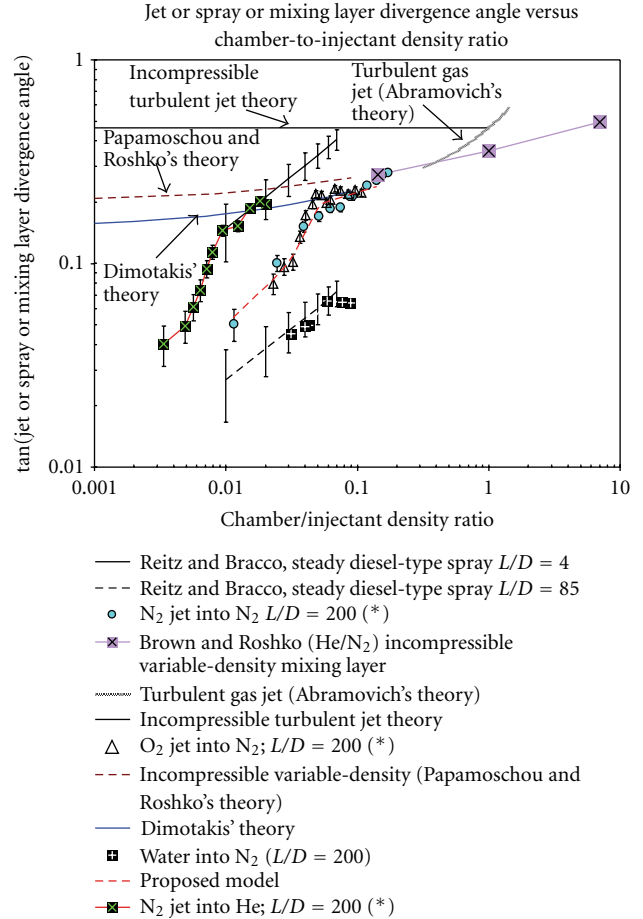 Jet or spray or mixing layer divergence angle versus
chamber-to-injectant density ratio
tan(jet or spray or mixing layer divergence angle)
1
0.1
0.01
Incompressible
turbulent jet theory
Turbulent gas
jet (Abramovich's
theory)
Papamoschou and
Roshko's theory
Dimotakis'
theory
0.001
0.01
0.1
1
10
Chamber/injectant density ratio
Reitz and Bracco, steady diesel-type spray L/D = 4
Reitz and Bracco, steady diesel-type spray L/D = 85
N₂ jet into N₂ L/D = 200 (*)
Brown and Roshko (He/N₂) incompressible
variable-density mixing layer
Turbulent gas jet (Abramovich's theory)
Incompressible turbulent jet theory
O₂ jet into N₂; L/D = 200 (*)
Incompressible variable-density (Papamoschou and
Roshko's theory)
Dimotakis' theory
Water into N₂ (L/D = 200)
Proposed model
N₂ jet into He; L/D = 200 (*)